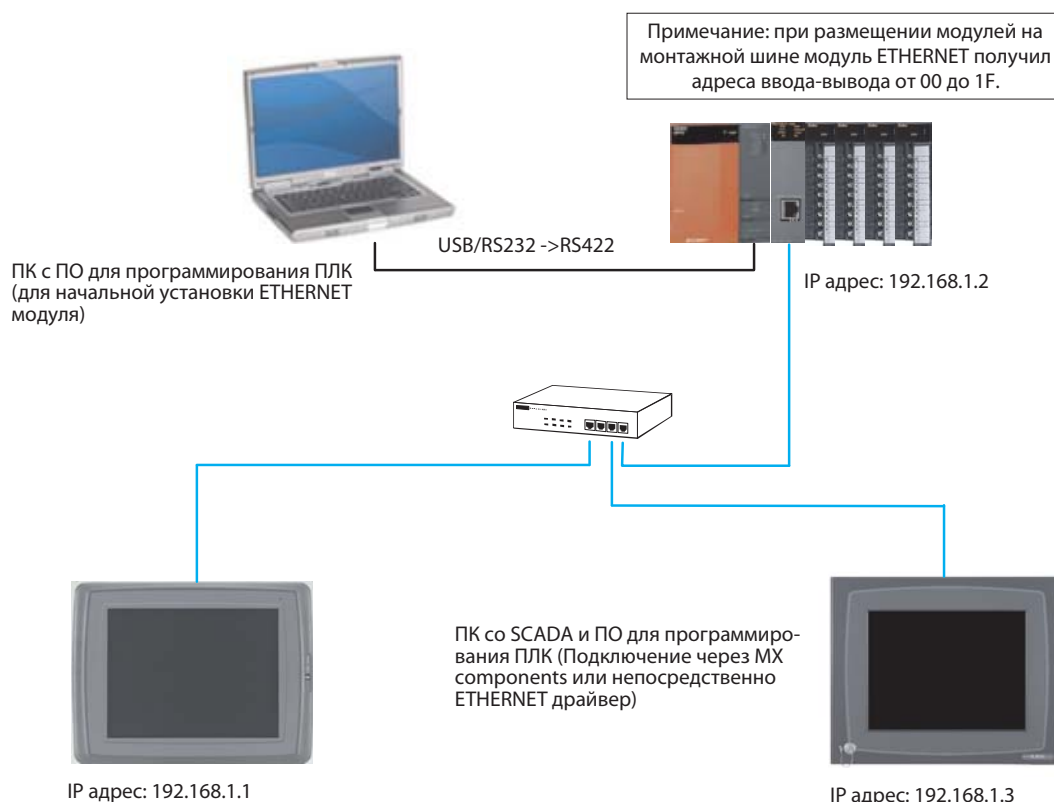 Примечание: при размещении модулей на
монтажной шине модуль ETHERNET получил
адреса ввода-вывода от 00 до 1F.
USB/RS232 ->RS422
ПК с ПО для программирования ПЛК
(для начальной установки ETHERNET
модуля)
IP адрес: 192.168.1.2
ПК со SCADA и ПО для программиро-
вания ПЛК (Подключение через MX
components или непосредственно
ETHERNET драйвер)
IP адрес: 192.168.1.1
IP адрес: 192.168.1.3